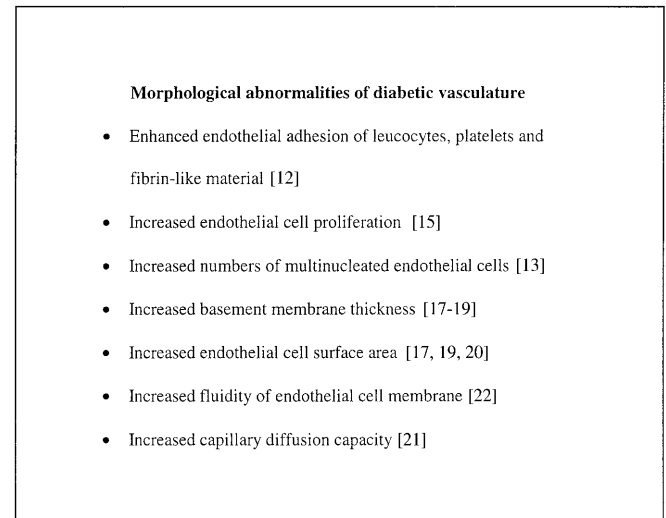 Morphological abnormalities of diabetic vasculature
• Enhanced endothelial adhesion of leucocytes, platelets and
fibrin-like material [12]
• Increased endothelial cell proliferation [15]
• Increased numbers of multinucleated endothelial cells [13]
• Increased basement membrane thickness [17-19]
• Increased endothelial cell surface area [17, 19, 20]
• Increased fluidity of endothelial cell membrane [22]
• Increased capillary diffusion capacity [21]